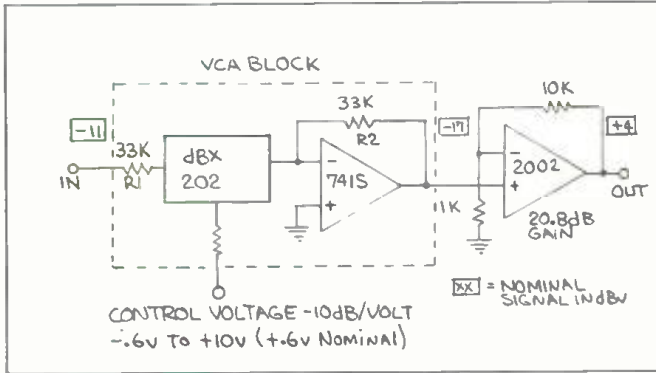 VCA BLOCK
-11
33K
R1
IN
dBX
202
33K
R2
-
741S
+
-17
1K
10K
-
2002
+
+4
OUT
20.8dB
GAIN
CONTROL VOLTAGE -10dB/VOLT
-.6V TO +10V (+.6V NOMINAL)
XX = NOMINAL
SIGNAL IN dBV